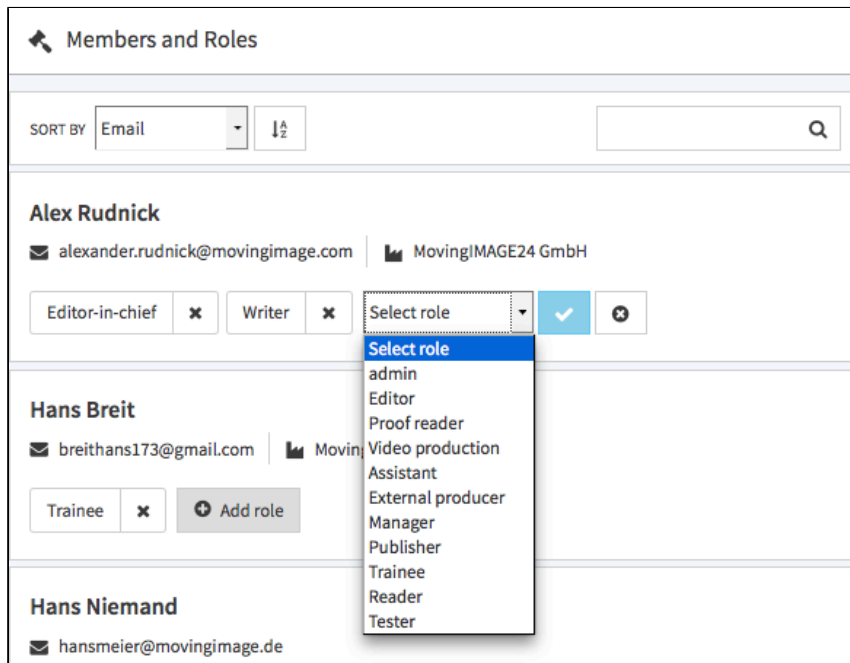 Members and Roles
SORT BY Email
Alex Rudnick
alexander.rudnick@movingimage.com MovingIMAGE24 GmbH
Editor-in-chief Writer Select role
Select role
admin
Editor
Proof reader
Video production
Assistant
External producer
Manager
Publisher
Trainee
Reader
Tester
Hans Breit
breithans173@gmail.com Moving
Trainee Add role
Hans Niemand
hansmeier@movingimage.de